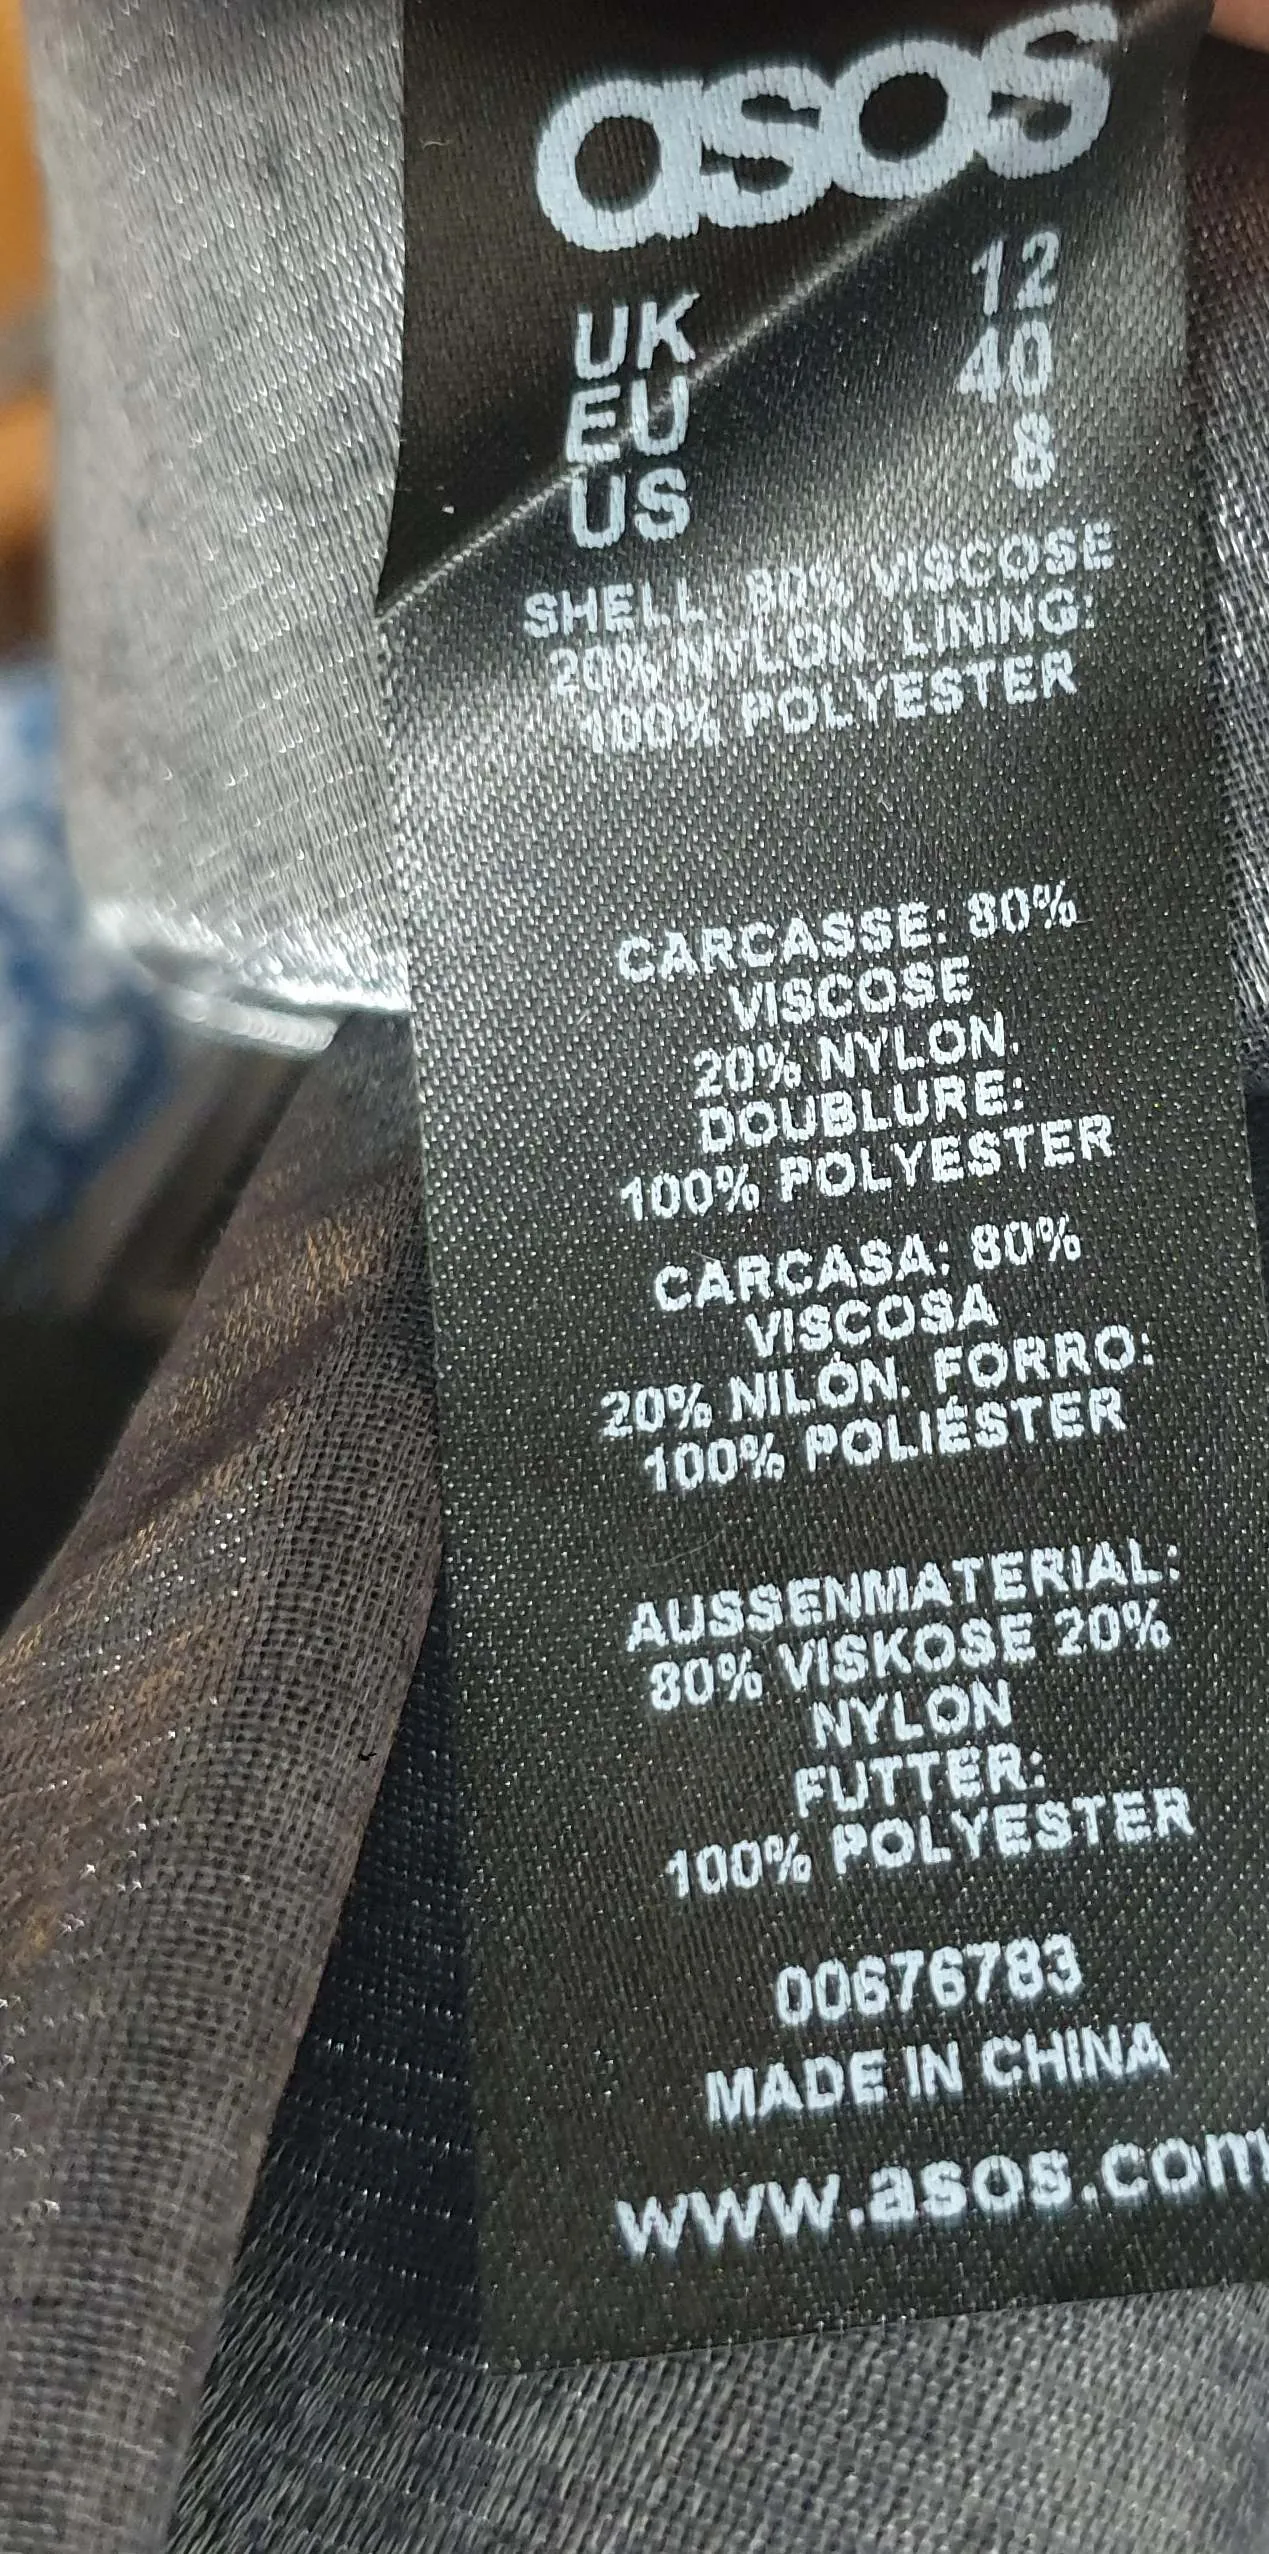 asos
UK 12
EU 40
US 8
SHELL: 80% VISCOSE
20% NYLON. LINING:
100% POLYESTER
CARCASSE: 80%
VISCOSE
20% NYLON.
DOUBLURE:
100% POLYESTER
CARCASA: 80%
VISCOSA
20% NILÓN. FORRO:
100% POLIÉSTER
AUSSENMATERIAL:
80% VISKOSE 20%
NYLON
FUTTER:
100% POLYESTER
00676783
MADE IN CHINA
www.asos.com